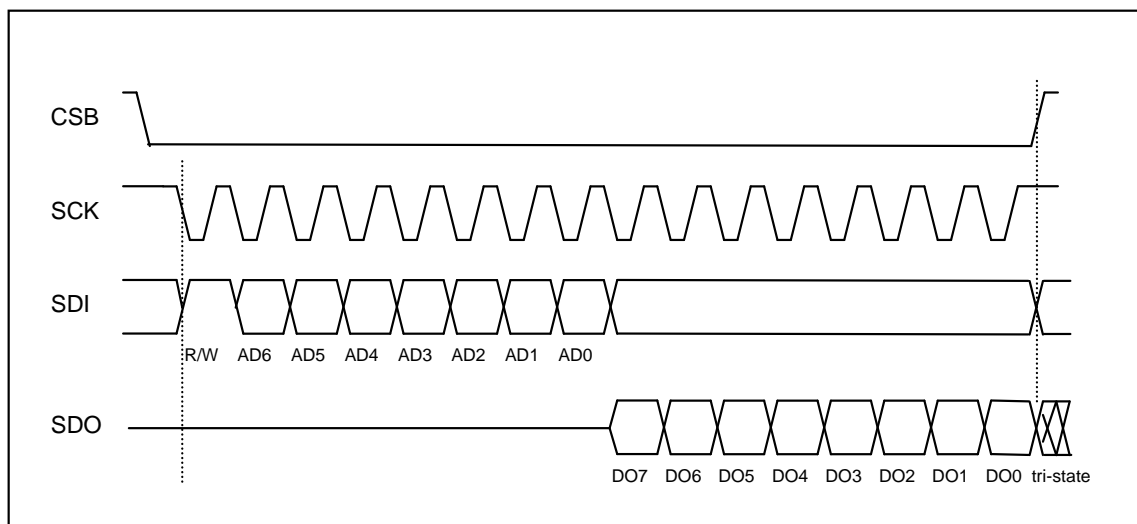 CSB
SCK
SDI
R/W AD6 AD5 AD4 AD3 AD2 AD1 AD0
SDO
DO7 DO6 DO5 DO4 DO3 DO2 DO1 DO0 tri-state